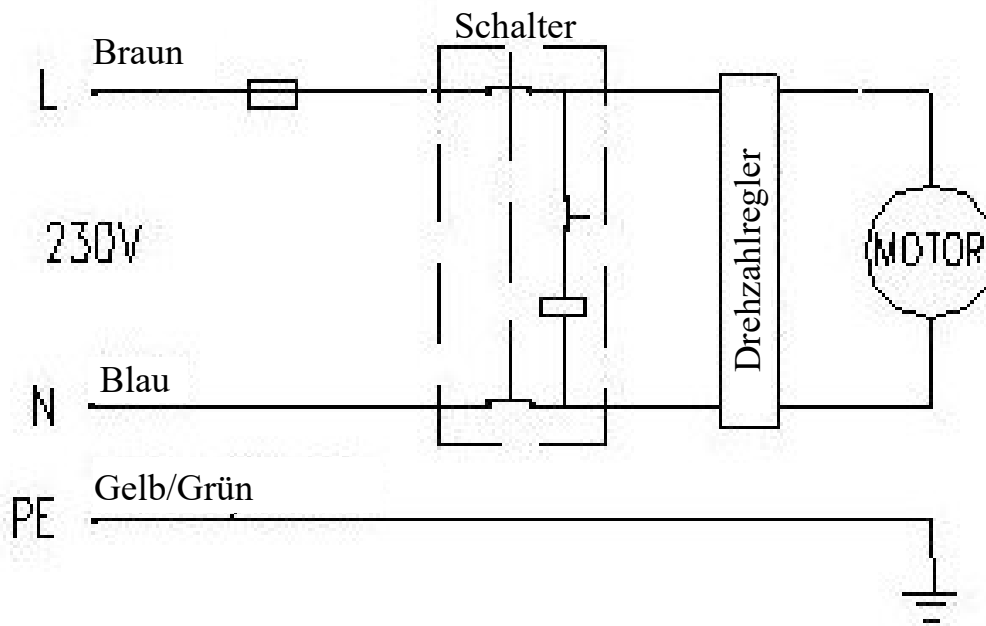 Schalter
Braun
L
230V
Drehzahlregler
MOTOR
Blau
N
Gelb/Grün
PE